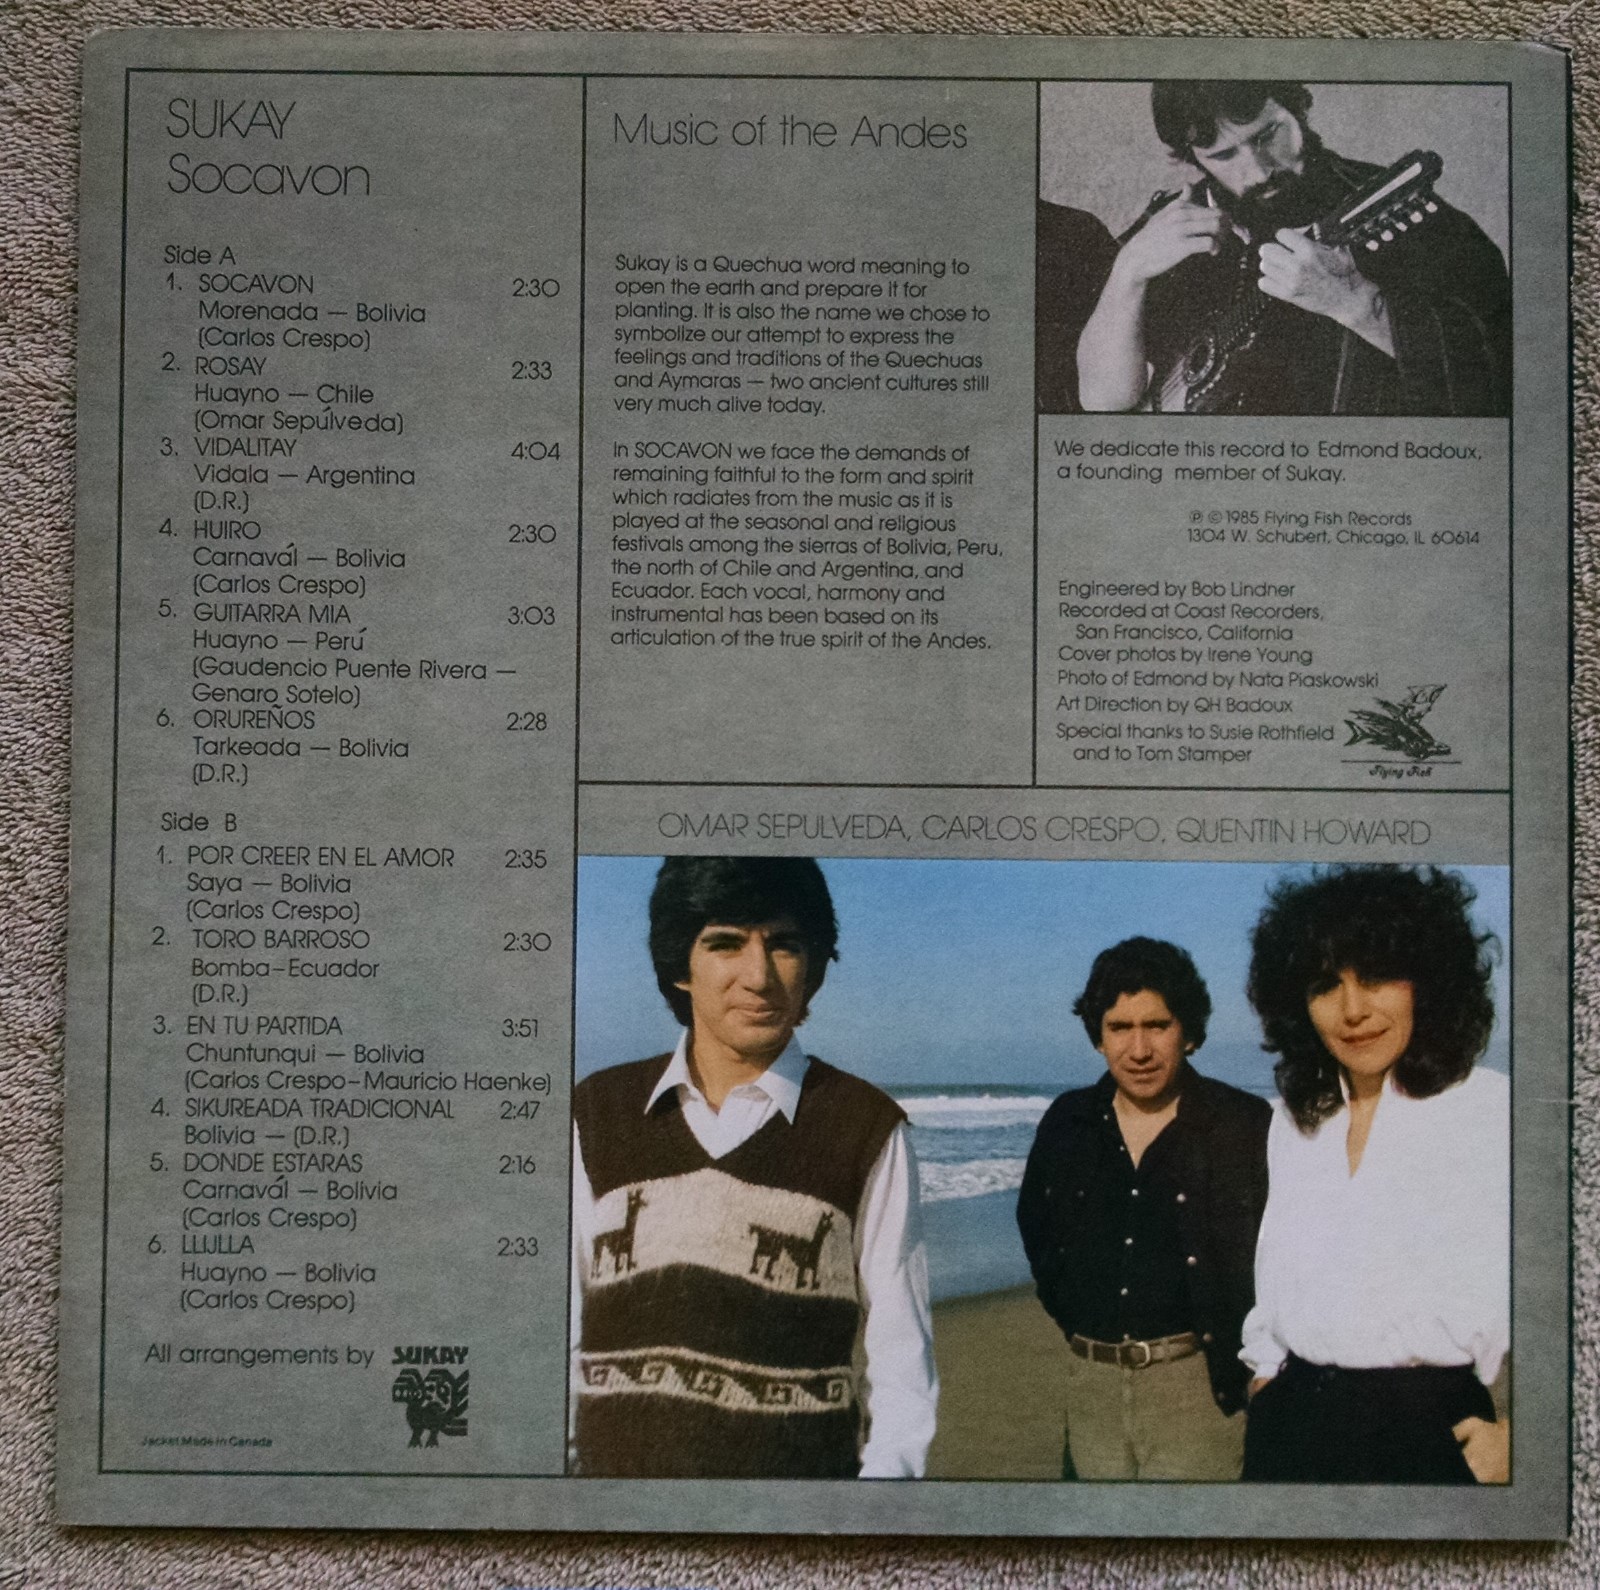 SUKAY
Socavon
Side A
1. SOCAVON 2:30
Morenada — Bolivia
(Carlos Crespo)
2. ROSAY 2:33
Huayno — Chile
(Omar Sepúlveda)
3. VIDALITAY 4:04
Vidala — Argentina
(D.R.)
4. HUIRO 2:30
Carnavál — Bolivia
(Carlos Crespo)
5. GUITARRA MIA 3:03
Huayno — Perú
(Gaudencio Puente Rivera —
Genaro Sotelo)
6. ORUREÑOS 2:28
Tarkeada — Bolivia
(D.R.)
Side B
1. POR CREER EN EL AMOR 2:35
Saya — Bolivia
(Carlos Crespo)
2. TORO BARROSO 2:30
Bomba–Ecuador
(D.R.)
3. EN TU PARTIDA 3:51
Chuntunqui — Bolivia
(Carlos Crespo–Mauricio Haenke)
4. SIKUREADA TRADICIONAL 2:47
Bolivia — (D.R.)
5. DONDE ESTARAS 2:16
Carnavál — Bolivia
(Carlos Crespo)
6. LLIJLLA 2:33
Huayno — Bolivia
(Carlos Crespo)
All arrangements by SUKAY
Jacket Made in Canada
Music of the Andes
Sukay is a Quechua word meaning to
open the earth and prepare it for
planting. It is also the name we chose to
symbolize our attempt to express the
feelings and traditions of the Quechuas
and Aymaras — two ancient cultures still
very much alive today.
In SOCAVON we face the demands of
remaining faithful to the form and spirit
which radiates from the music as it is
played at the seasonal and religious
festivals among the sierras of Bolivia, Peru,
the north of Chile and Argentina, and
Ecuador. Each vocal, harmony and
instrumental has been based on its
articulation of the true spirit of the Andes.
We dedicate this record to Edmond Badoux,
a founding member of Sukay.
℗ © 1985 Flying Fish Records
1304 W. Schubert, Chicago, IL 60614
Engineered by Bob Lindner
Recorded at Coast Recorders,
San Francisco, California
Cover photos by Irene Young
Photo of Edmond by Nata Piaskowski
Art Direction by QH Badoux
Special thanks to Susie Rothfield
and to Tom Stamper
Flying Fish
OMAR SEPULVEDA, CARLOS CRESPO, QUENTIN HOWARD